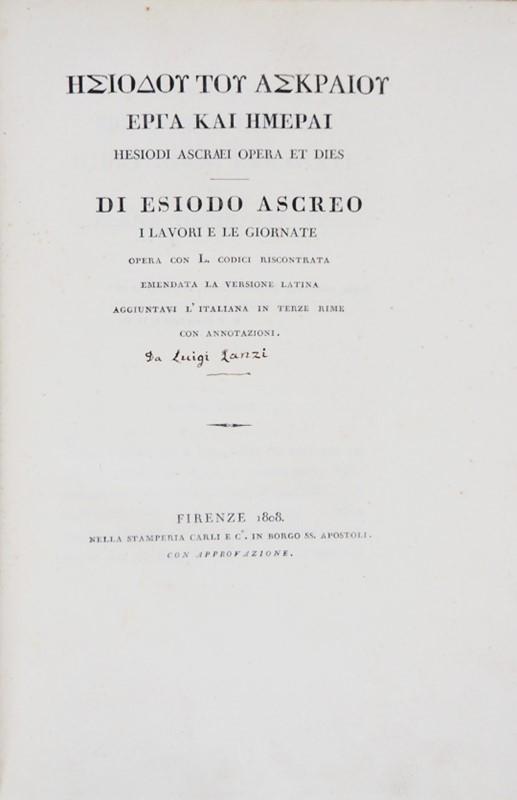 ΗΣΙΟΔΟΥ ΤΟΥ ΑΣΚΡΑΙΟΥ
ΕΡΓΑ ΚΑΙ ΗΜΕΡΑΙ
HESIODI ASCRAEI OPERA ET DIES
DI ESIODO ASCREO
I LAVORI E LE GIORNATE
OPERA CON L. CODICI RISCONTRATA
EMENDATA LA VERSIONE LATINA
AGGIUNTAVI L' ITALIANA IN TERZE RIME
CON ANNOTAZIONI.
Da Luigi Lanzi
FIRENZE 1808.
NELLA STAMPERIA CARLI E C°. IN BORGO SS. APOSTOLI.
CON APPROVAZIONE.